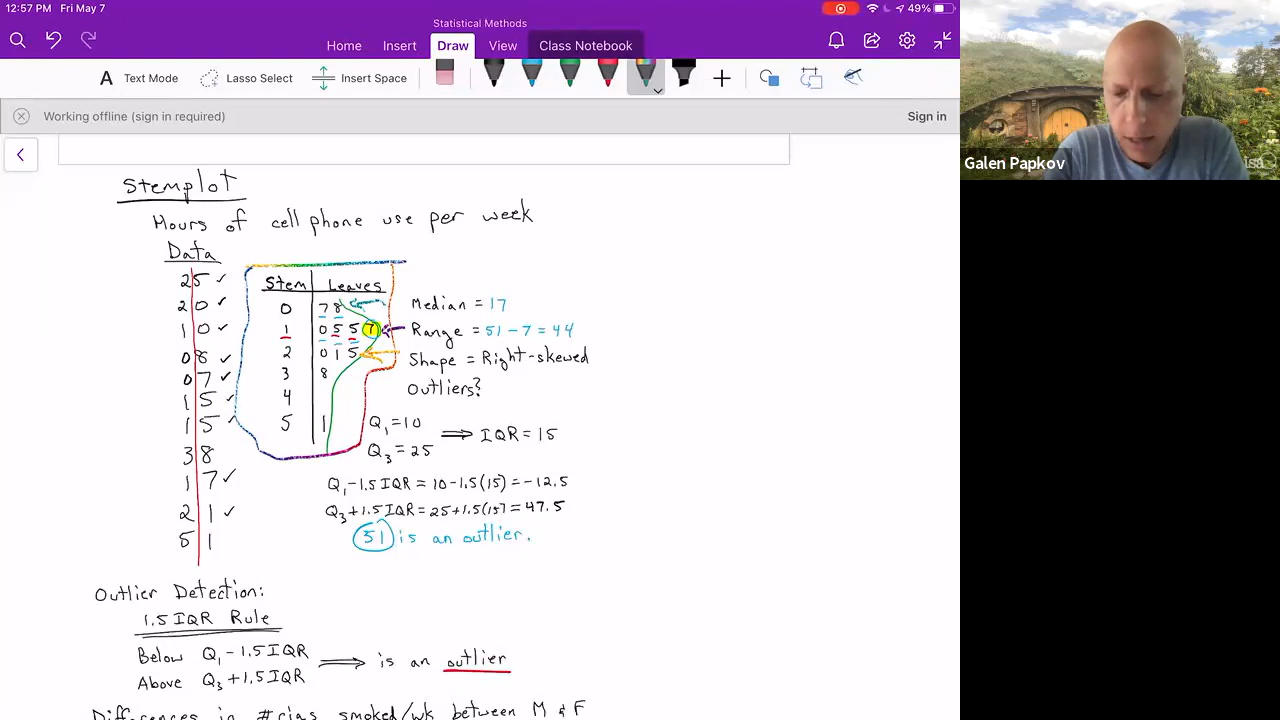 12:57 PM Fri May 7
49%
Statistical Methods
Home Insert Draw View Class Notebook
Text Mode Lasso Select Insert Space
Working offline (sign in required) Sign in
Galen Papkov
Stemplot
Hours of cell phone use per week
Data
25 ✓
20 ✓
10 ✓
08 ✓
07 ✓
15 ✓
15 ✓
38
17 ✓
21 ✓
51
Stem Leaves
0 7 8
1 0 5 5 7
2 0 1 5
3 8
4
5 1
Median = 17
Range = 51 - 7 = 44
Shape = Right-skewed
Outliers?
Q1 = 10
Q3 = 25
⟹ IQR = 15
Q1 - 1.5 IQR = 10 - 1.5(15) = -12.5
Q3 + 1.5 IQR = 25 + 1.5(15) = 47.5
51 is an outlier.
Outlier Detection:
1.5 IQR Rule
Below Q1 - 1.5 IQR
Above Q3 + 1.5 IQR
⟹ is an outlier
Differences in # cigs smoked/wk between M & F